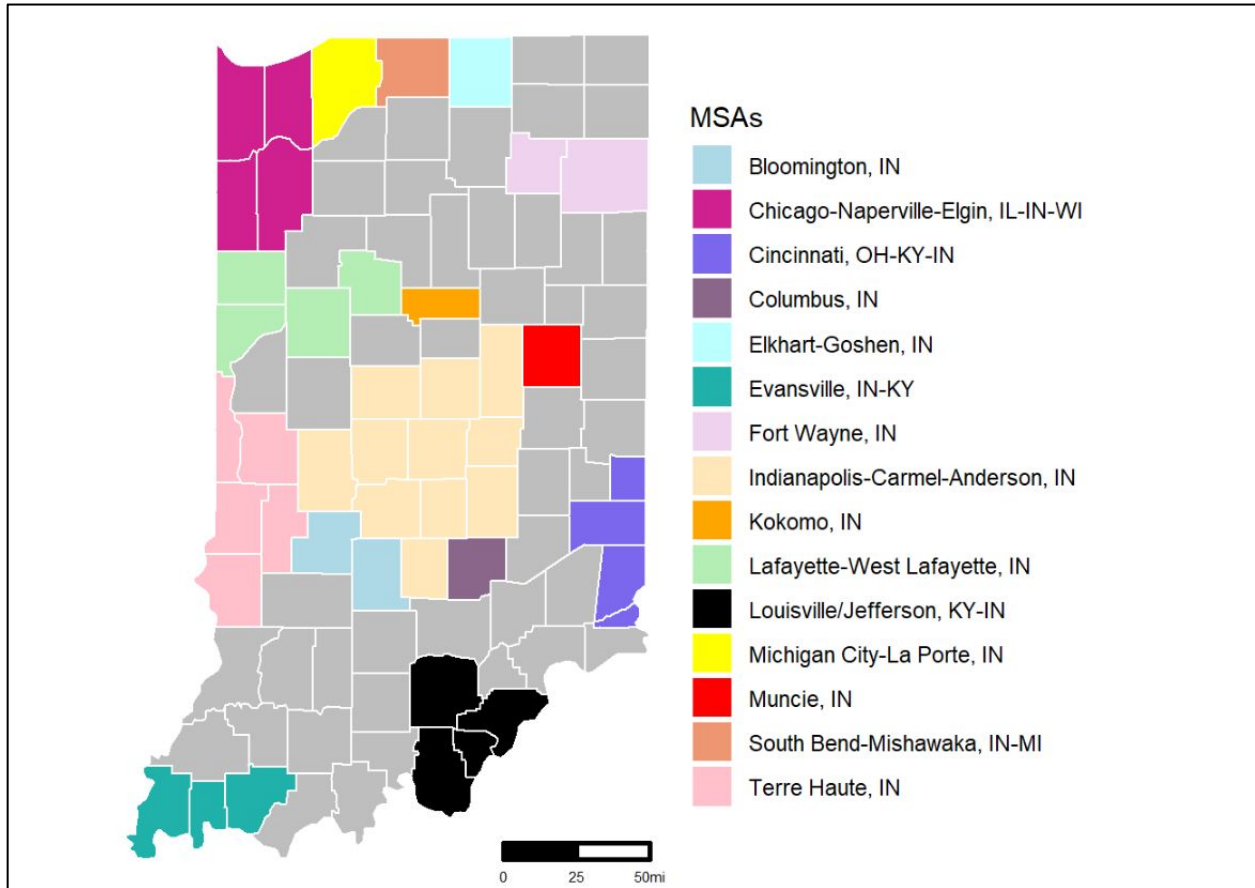 MSAs
Bloomington, IN
Chicago-Naperville-Elgin, IL-IN-WI
Cincinnati, OH-KY-IN
Columbus, IN
Elkhart-Goshen, IN
Evansville, IN-KY
Fort Wayne, IN
Indianapolis-Carmel-Anderson, IN
Kokomo, IN
Lafayette-West Lafayette, IN
Louisville/Jefferson, KY-IN
Michigan City-La Porte, IN
Muncie, IN
South Bend-Mishawaka, IN-MI
Terre Haute, IN
0 25 50mi